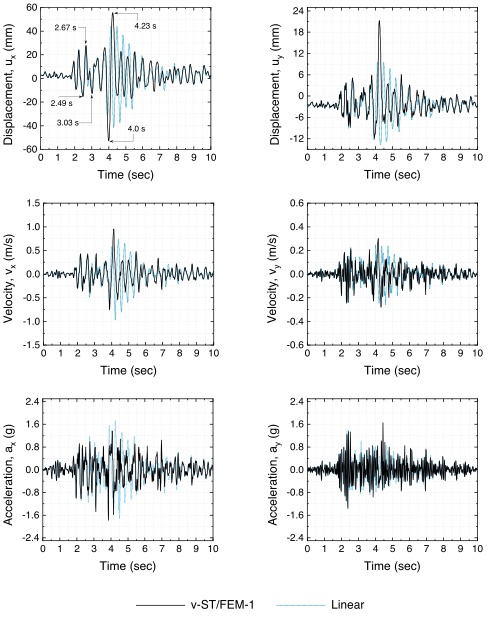 60
40
20
0
-20
-40
-60
Displacement, ux (mm)
2.67 s
4.23 s
2.49 s
3.03 s
4.0 s
0 1 2 3 4 5 6 7 8 9 10
Time (sec)
24
18
12
6
0
-6
-12
Displacement, uy (mm)
0 1 2 3 4 5 6 7 8 9 10
Time (sec)
1.5
1.0
0.5
0.0
-0.5
-1.0
-1.5
Velocity, vx (m/s)
0 1 2 3 4 5 6 7 8 9 10
Time (sec)
0.6
0.4
0.2
0.0
-0.2
-0.4
-0.6
Velocity, vy (m/s)
0 1 2 3 4 5 6 7 8 9 10
Time (sec)
2.4
1.6
0.8
0.0
-0.8
-1.6
-2.4
Acceleration, ax (g)
0 1 2 3 4 5 6 7 8 9 10
Time (sec)
2.4
1.6
0.8
0.0
-0.8
-1.6
-2.4
Acceleration, ay (g)
0 1 2 3 4 5 6 7 8 9 10
Time (sec)
v-ST/FEM-1 Linear